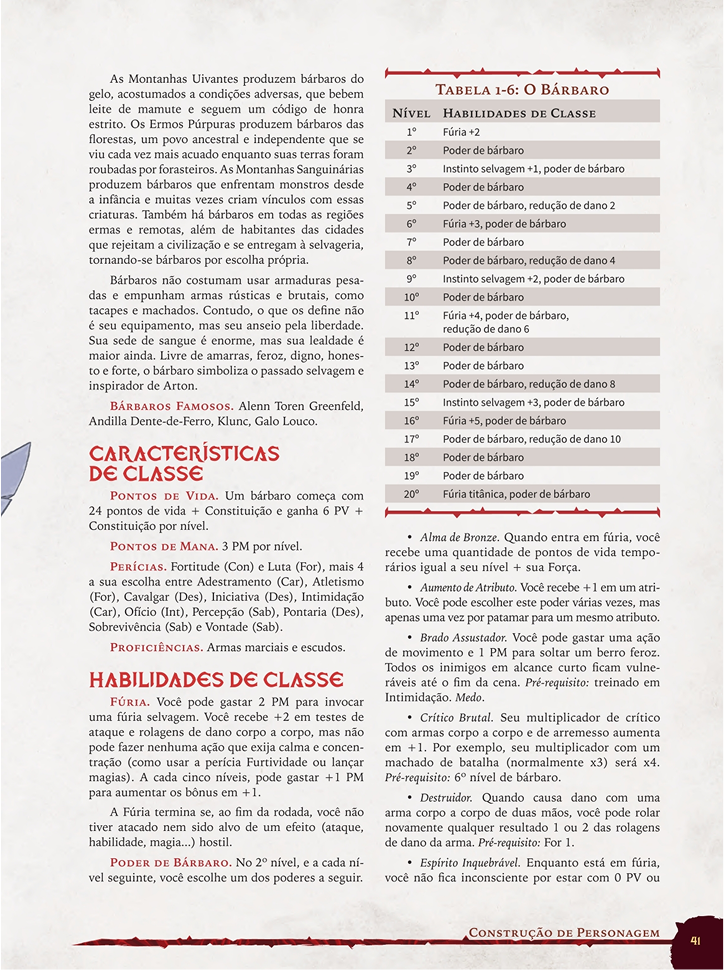 As Montanhas Uivantes produzem bárbaros do
gelo, acostumados a condições adversas, que bebem
leite de mamute e seguem um código de honra
estrito. Os Ermos Púrpuras produzem bárbaros das
florestas, um povo ancestral e independente que se
viu cada vez mais acuado enquanto suas terras foram
roubadas por forasteiros. As Montanhas Sanguinárias
produzem bárbaros que enfrentam monstros desde
a infância e muitas vezes criam vínculos com essas
criaturas. Também há bárbaros em todas as regiões
ermas e remotas, além de habitantes das cidades
que rejeitam a civilização e se entregam à selvageria,
tornando-se bárbaros por escolha própria.
Bárbaros não costumam usar armaduras pesa-
das e empunham armas rústicas e brutais, como
tacapes e machados. Contudo, o que os define não
é seu equipamento, mas seu anseio pela liberdade.
Sua sede de sangue é enorme, mas sua lealdade é
maior ainda. Livre de amarras, feroz, digno, hones-
to e forte, o bárbaro simboliza o passado selvagem e
inspirador de Arton.
Bárbaros Famosos. Alenn Toren Greenfeld,
Andilla Dente-de-Ferro, Klunc, Galo Louco.
Características
de Classe
Pontos de Vida. Um bárbaro começa com
24 pontos de vida + Constituição e ganha 6 PV +
Constituição por nível.
Pontos de Mana. 3 PM por nível.
Perícias. Fortitude (Con) e Luta (For), mais 4
a sua escolha entre Adestramento (Car), Atletismo
(For), Cavalgar (Des), Iniciativa (Des), Intimidação
(Car), Ofício (Int), Percepção (Sab), Pontaria (Des),
Sobrevivência (Sab) e Vontade (Sab).
Proficiências. Armas marciais e escudos.
Habilidades de Classe
Fúria. Você pode gastar 2 PM para invocar
uma fúria selvagem. Você recebe +2 em testes de
ataque e rolagens de dano corpo a corpo, mas não
pode fazer nenhuma ação que exija calma e concen-
tração (como usar a perícia Furtividade ou lançar
magias). A cada cinco níveis, pode gastar +1 PM
para aumentar os bônus em +1.
A Fúria termina se, ao fim da rodada, você não
tiver atacado nem sido alvo de um efeito (ataque,
habilidade, magia...) hostil.
Poder de Bárbaro. No 2º nível, e a cada ní-
vel seguinte, você escolhe um dos poderes a seguir.
Tabela 1-6: O Bárbaro
Nível Habilidades de Classe
1º Fúria +2
2º Poder de bárbaro
3º Instinto selvagem +1, poder de bárbaro
4º Poder de bárbaro
5º Poder de bárbaro, redução de dano 2
6º Fúria +3, poder de bárbaro
7º Poder de bárbaro
8º Poder de bárbaro, redução de dano 4
9º Instinto selvagem +2, poder de bárbaro
10º Poder de bárbaro
11º Fúria +4, poder de bárbaro,
redução de dano 6
12º Poder de bárbaro
13º Poder de bárbaro
14º Poder de bárbaro, redução de dano 8
15º Instinto selvagem +3, poder de bárbaro
16º Fúria +5, poder de bárbaro
17º Poder de bárbaro, redução de dano 10
18º Poder de bárbaro
19º Poder de bárbaro
20º Fúria titânica, poder de bárbaro
• Alma de Bronze. Quando entra em fúria, você
recebe uma quantidade de pontos de vida tempo-
rários igual a seu nível + sua Força.
• Aumento de Atributo. Você recebe +1 em um atri-
buto. Você pode escolher este poder várias vezes, mas
apenas uma vez por patamar para um mesmo atributo.
• Brado Assustador. Você pode gastar uma ação
de movimento e 1 PM para soltar um berro feroz.
Todos os inimigos em alcance curto ficam vulne-
ráveis até o fim da cena. Pré-requisito: treinado em
Intimidação. Medo.
• Crítico Brutal. Seu multiplicador de crítico
com armas corpo a corpo e de arremesso aumenta
em +1. Por exemplo, seu multiplicador com um
machado de batalha (normalmente x3) será x4.
Pré-requisito: 6º nível de bárbaro.
• Destruidor. Quando causa dano com uma
arma corpo a corpo de duas mãos, você pode rolar
novamente qualquer resultado 1 ou 2 das rolagens
de dano da arma. Pré-requisito: For 1.
• Espírito Inquebrável. Enquanto está em fúria,
você não fica inconsciente por estar com 0 PV ou
Construção de Personagem
41